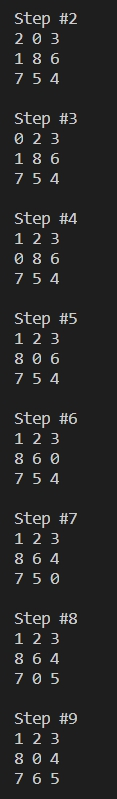 Step #2
2 0 3
1 8 6
7 5 4
Step #3
0 2 3
1 8 6
7 5 4
Step #4
1 2 3
0 8 6
7 5 4
Step #5
1 2 3
8 0 6
7 5 4
Step #6
1 2 3
8 6 0
7 5 4
Step #7
1 2 3
8 6 4
7 5 0
Step #8
1 2 3
8 6 4
7 0 5
Step #9
1 2 3
8 0 4
7 6 5